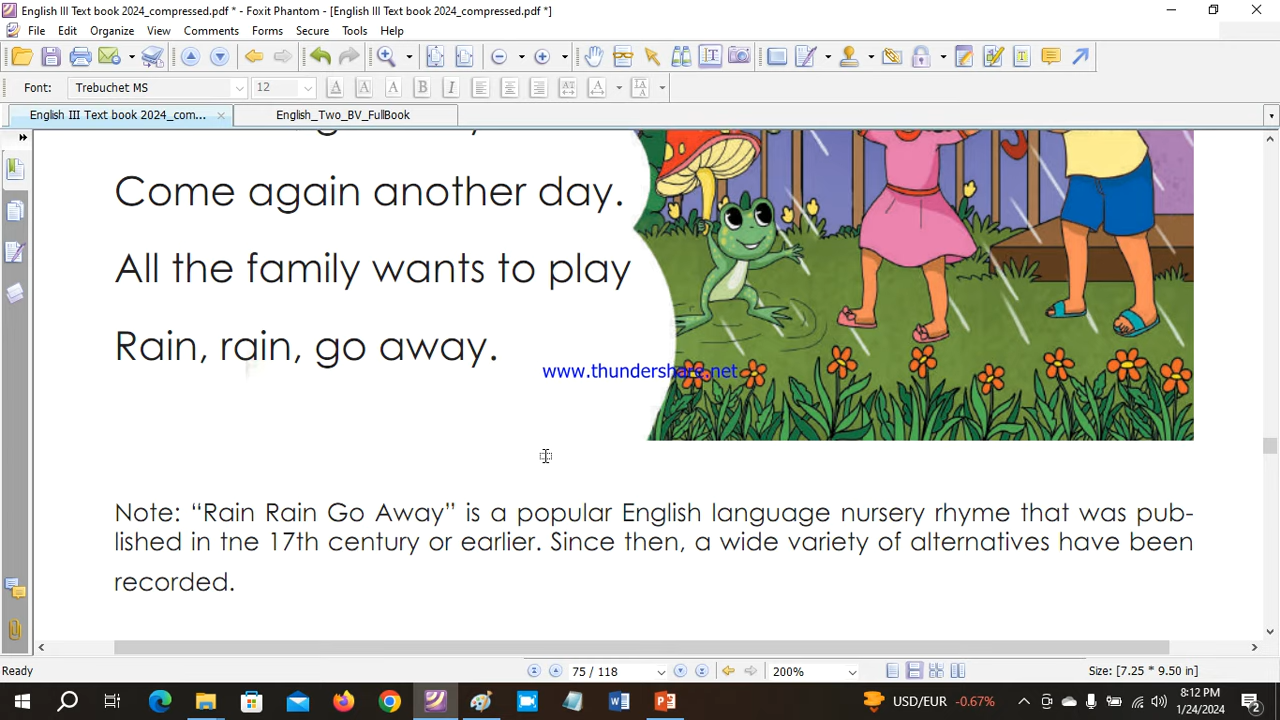 English III Text book 2024_compressed.pdf * - Foxit Phantom - [English III Text book 2024_compressed.pdf *]
File Edit Organize View Comments Forms Secure Tools Help
Font: Trebuchet MS 12
English III Text book 2024_com... English_Two_BV_FullBook
Come again another day.
All the family wants to play
Rain, rain, go away.
www.thundershare.net
Note: “Rain Rain Go Away” is a popular English language nursery rhyme that was pub-
lished in the 17th century or earlier. Since then, a wide variety of alternatives have been
recorded.
Ready 75 / 118 200% Size: [7.25 * 9.50 in]
USD/EUR -0.67% 8:12 PM
1/24/2024